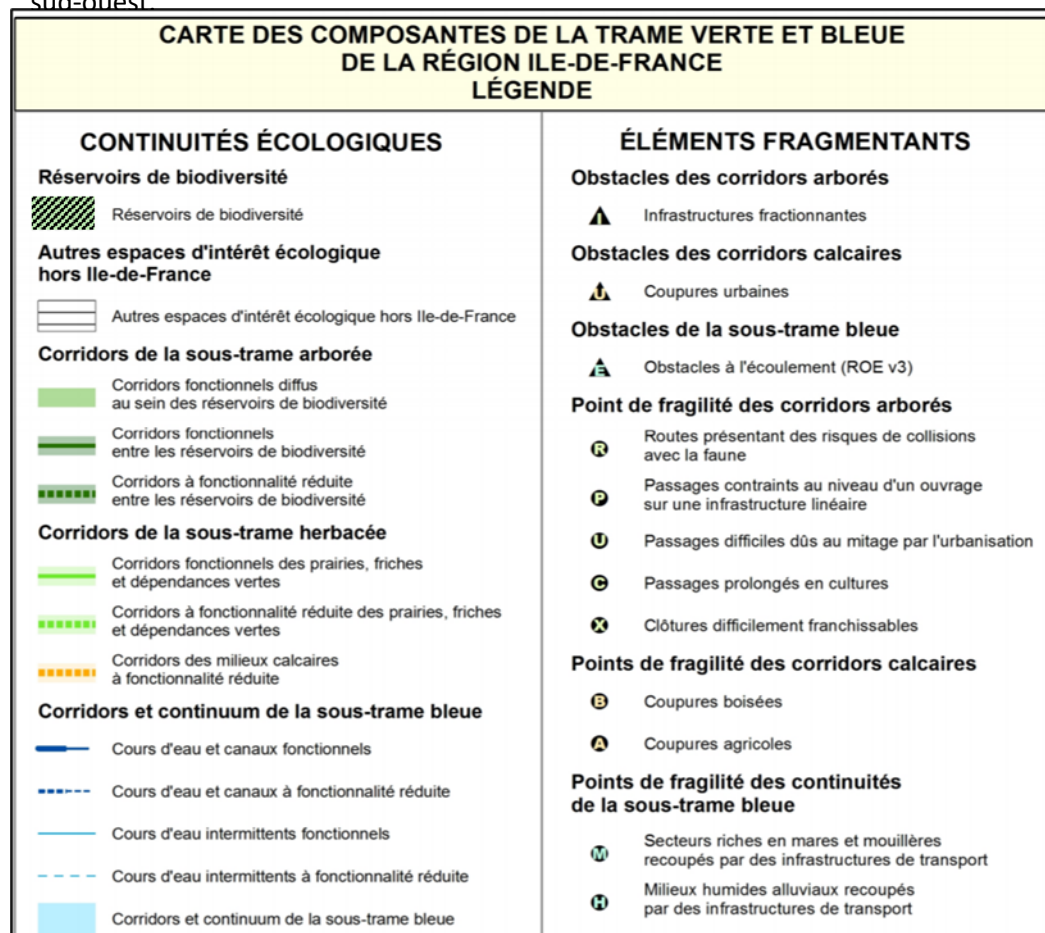 sud-ouest.
CARTE DES COMPOSANTES DE LA TRAME VERTE ET BLEUE
DE LA RÉGION ILE-DE-FRANCE
LÉGENDE
CONTINUITÉS ÉCOLOGIQUES
Réservoirs de biodiversité
Réservoirs de biodiversité
Autres espaces d'intérêt écologique
hors Ile-de-France
Autres espaces d'intérêt écologique hors Ile-de-France
Corridors de la sous-trame arborée
Corridors fonctionnels diffus
au sein des réservoirs de biodiversité
Corridors fonctionnels
entre les réservoirs de biodiversité
Corridors à fonctionnalité réduite
entre les réservoirs de biodiversité
Corridors de la sous-trame herbacée
Corridors fonctionnels des prairies, friches
et dépendances vertes
Corridors à fonctionnalité réduite des prairies, friches
et dépendances vertes
Corridors des milieux calcaires
à fonctionnalité réduite
Corridors et continuum de la sous-trame bleue
Cours d'eau et canaux fonctionnels
Cours d'eau et canaux à fonctionnalité réduite
Cours d'eau intermittents fonctionnels
Cours d'eau intermittents à fonctionnalité réduite
Corridors et continuum de la sous-trame bleue
ÉLÉMENTS FRAGMENTANTS
Obstacles des corridors arborés
I Infrastructures fractionnantes
Obstacles des corridors calcaires
U Coupures urbaines
Obstacles de la sous-trame bleue
E Obstacles à l'écoulement (ROE v3)
Point de fragilité des corridors arborés
R Routes présentant des risques de collisions
avec la faune
P Passages contraints au niveau d'un ouvrage
sur une infrastructure linéaire
U Passages difficiles dûs au mitage par l'urbanisation
C Passages prolongés en cultures
X Clôtures difficilement franchissables
Points de fragilité des corridors calcaires
B Coupures boisées
A Coupures agricoles
Points de fragilité des continuités
de la sous-trame bleue
M Secteurs riches en mares et mouillères
recoupés par des infrastructures de transport
H Milieux humides alluviaux recoupés
par des infrastructures de transport